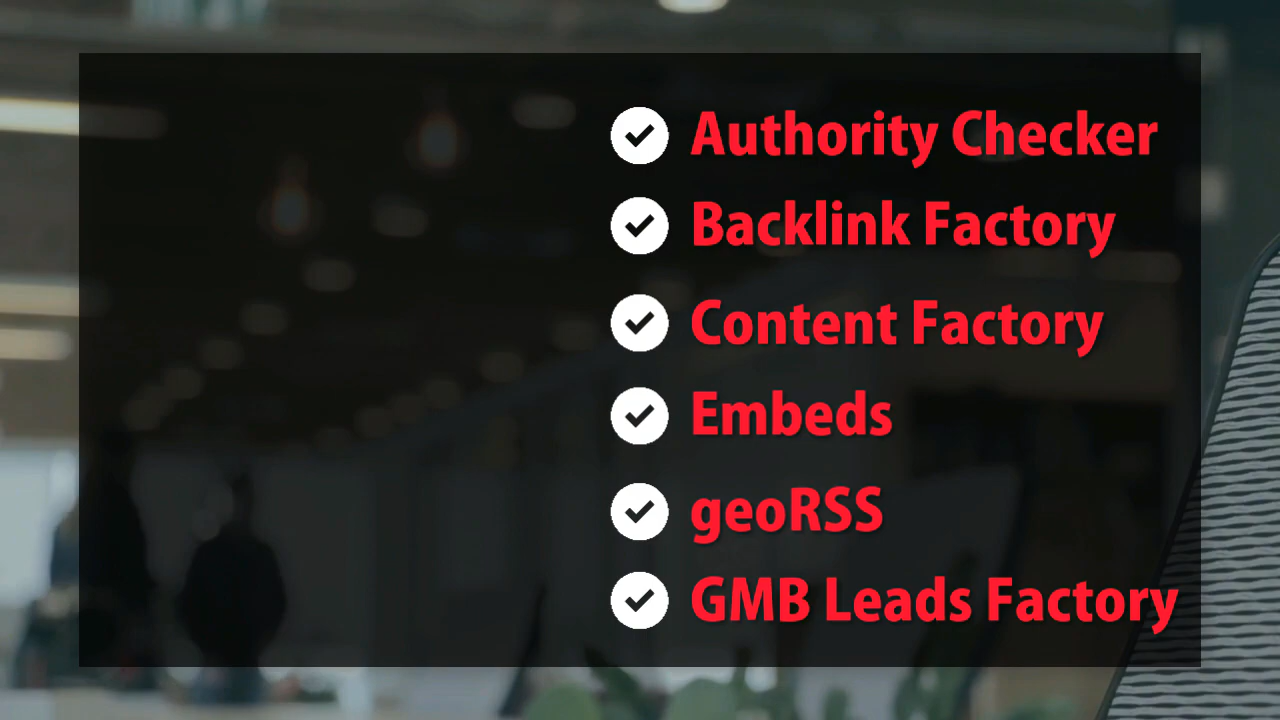 Authority Checker
Backlink Factory
Content Factory
Embeds
geoRSS
GMB Leads Factory